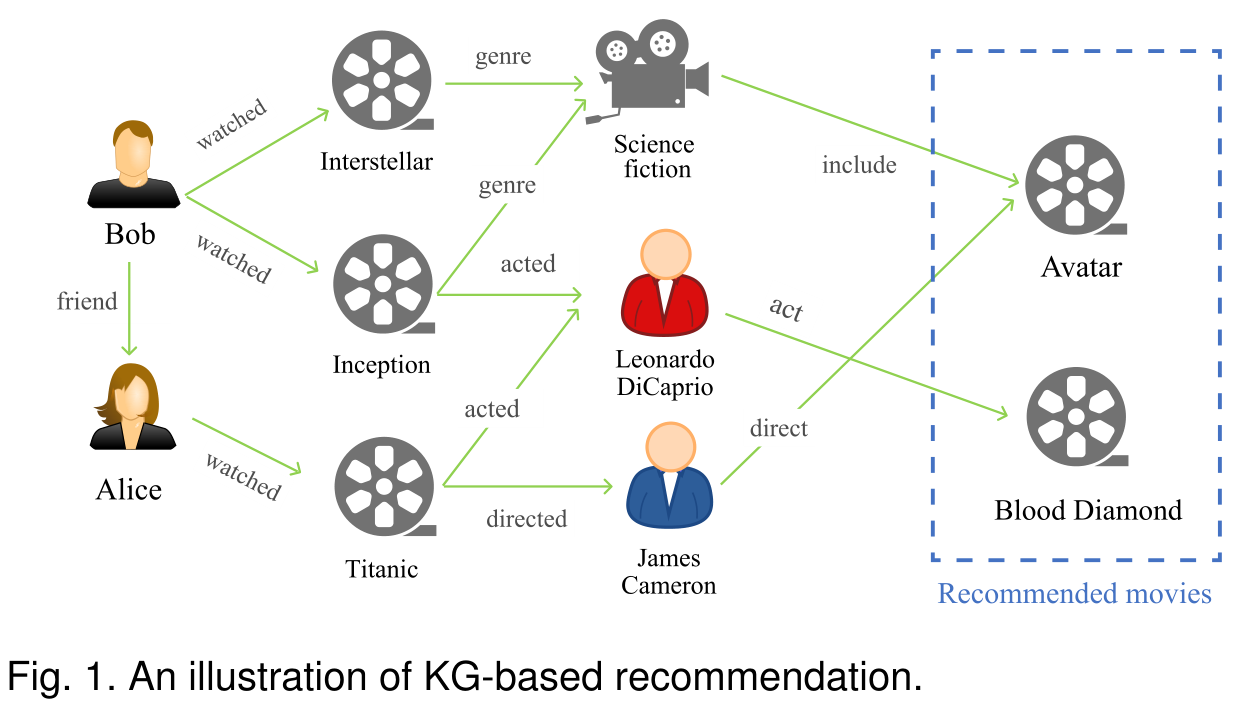 genre
watched
Interstellar
Science
fiction
include
Bob
genre
watched
acted
Avatar
friend
act
Inception
Leonardo
DiCaprio
acted
direct
Alice
watched
directed
Blood Diamond
Titanic
James
Cameron
Recommended movies
Fig. 1. An illustration of KG-based recommendation.